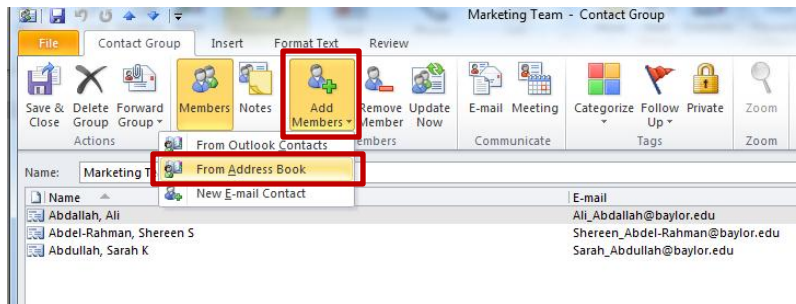 Marketing Team - Contact Group
File Contact Group Insert Format Text Review
Save & Close Delete Group Forward Group Members Notes Add Members Remove Member Update Now E-mail Meeting Categorize Follow Up Private Zoom
Actions embers Communicate Tags Zoom
From Outlook Contacts
Name: Marketing T From Address Book
New E-mail Contact
Name E-mail
Abdallah, Ali Ali_Abdallah@baylor.edu
Abdel-Rahman, Shereen S Shereen_Abdel-Rahman@baylor.edu
Abdullah, Sarah K Sarah_Abdullah@baylor.edu